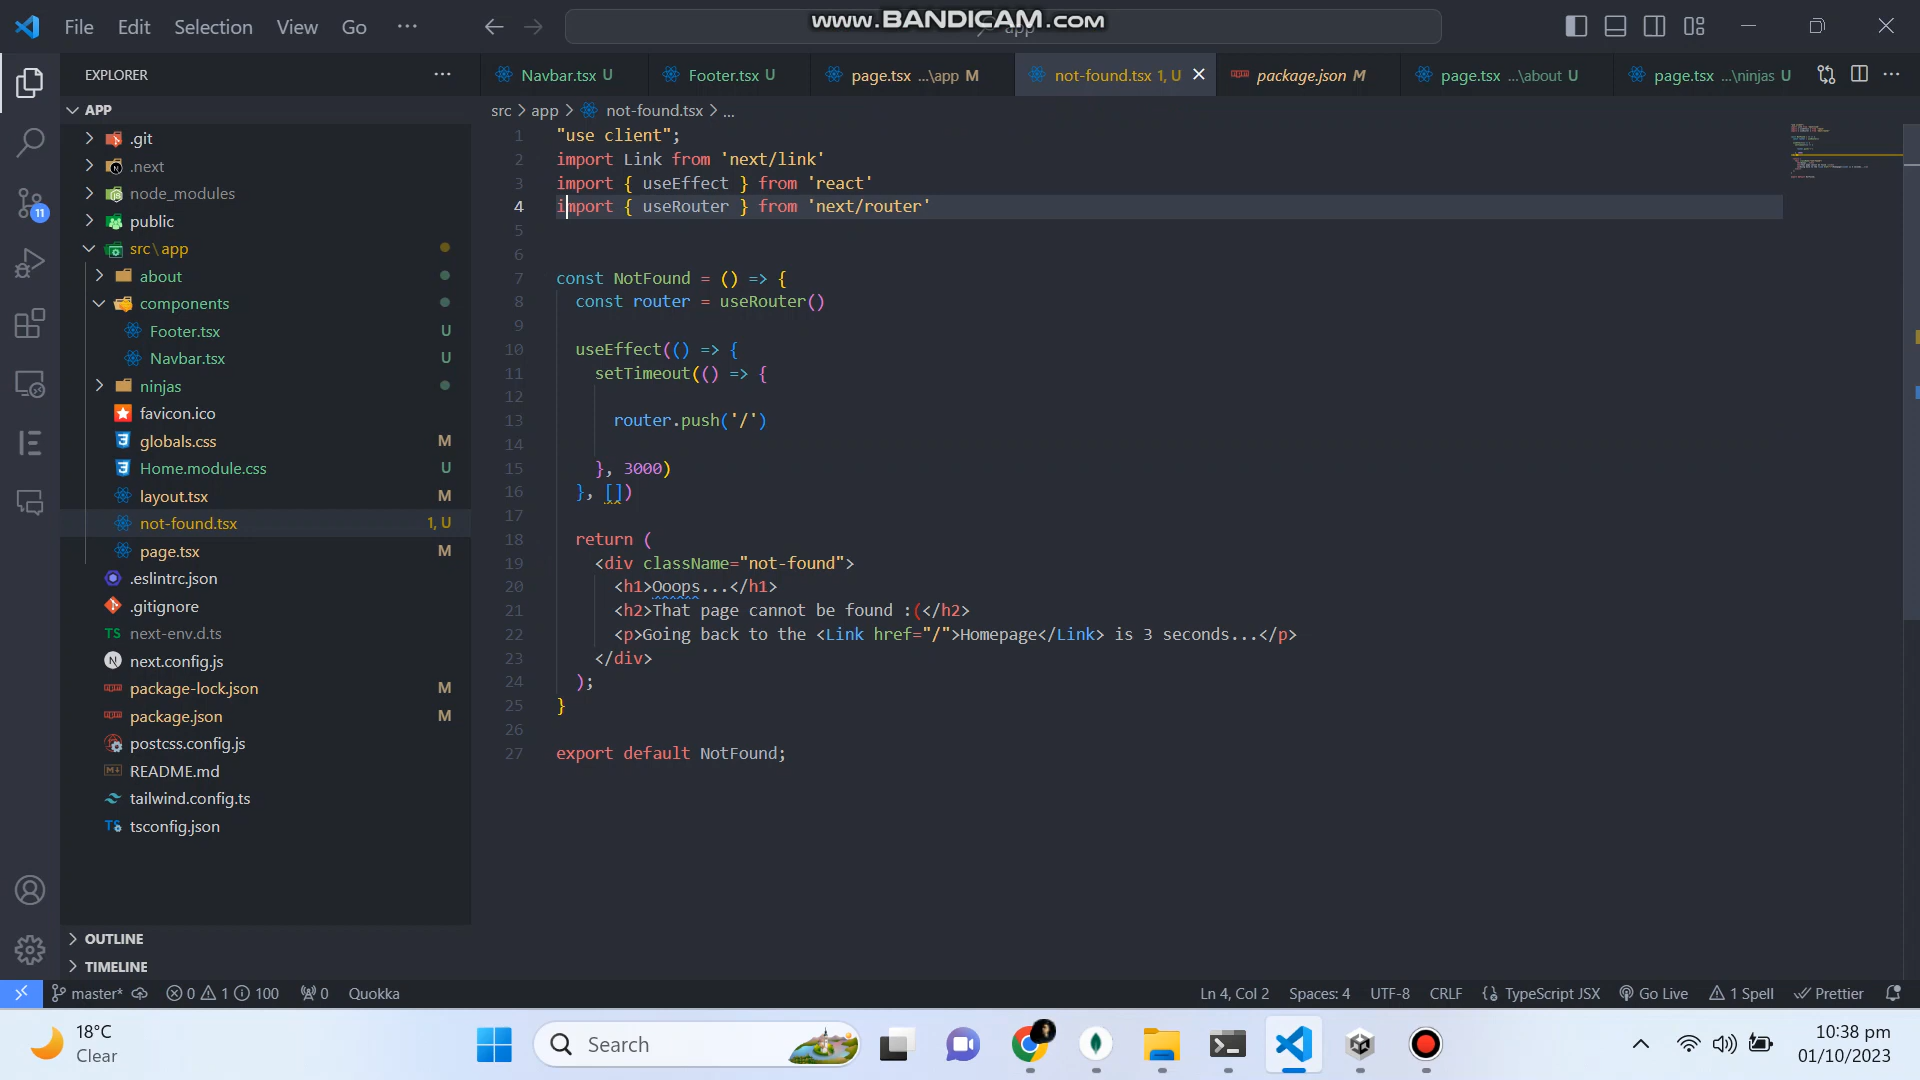 www.BANDICAM.com
File Edit Selection View Go ... app
EXPLORER ...
Navbar.tsx U Footer.tsx U page.tsx ...\app M not-found.tsx 1, U package.json M page.tsx ...\about U page.tsx ...\ninjas U ...
APP
src > app > not-found.tsx > ...
.git
.next
node_modules
public
src\app
about
components
Footer.tsx U
Navbar.tsx U
ninjas
favicon.ico
globals.css M
Home.module.css U
layout.tsx M
not-found.tsx 1, U
page.tsx M
.eslintrc.json
.gitignore
TS next-env.d.ts
next.config.js
package-lock.json M
package.json M
postcss.config.js
README.md
tailwind.config.ts
TS tsconfig.json
OUTLINE
TIMELINE
1 "use client";
2 import Link from 'next/link'
3 import { useEffect } from 'react'
4 import { useRouter } from 'next/router'
5
6
7 const NotFound = () => {
8 const router = useRouter()
9
10 useEffect(() => {
11 setTimeout(() => {
12
13 router.push('/')
14
15 }, 3000)
16 }, [])
17
18 return (
19 <div className="not-found">
20 <h1>Ooops...</h1>
21 <h2>That page cannot be found :(</h2>
22 <p>Going back to the <Link href="/">Homepage</Link> is 3 seconds...</p>
23 </div>
24 );
25 }
26
27 export default NotFound;
11
master* 0 1 100 0 Quokka Ln 4, Col 2 Spaces: 4 UTF-8 CRLF {} TypeScript JSX Go Live 1 Spell Prettier
18°C
Clear
Search
10:38 pm
01/10/2023